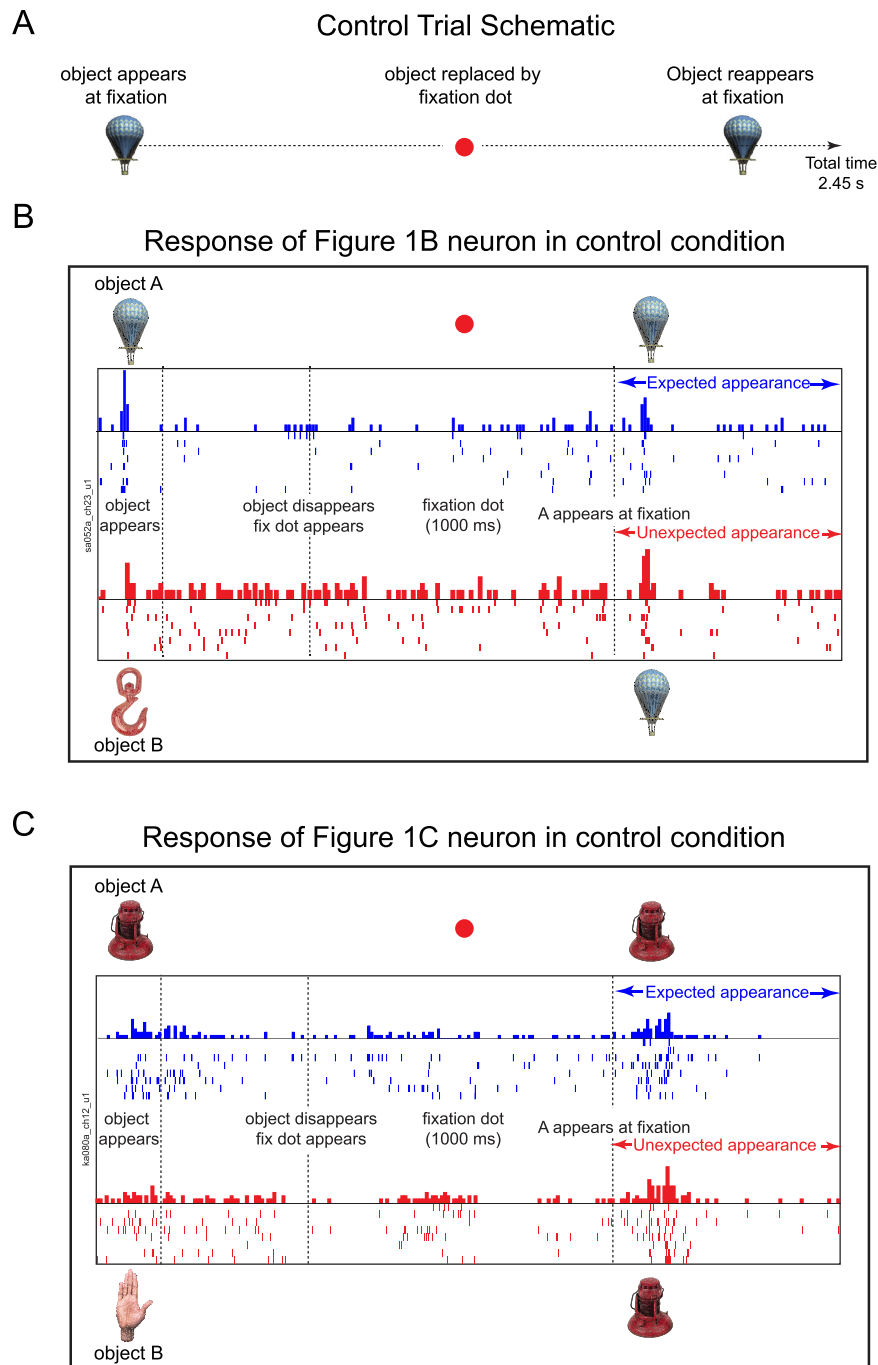 A
Control Trial Schematic
object appears
at fixation
object replaced by
fixation dot
Object reappears
at fixation
Total time
2.45 s
B
Response of Figure 1B neuron in control condition
object A
Expected appearance
sa052a_ch23_u1
object
appears
object disappears
fix dot appears
fixation dot
(1000 ms)
A appears at fixation
Unexpected appearance
object B
C
Response of Figure 1C neuron in control condition
object A
Expected appearance
ka080a_ch12_u1
object
appears
object disappears
fix dot appears
fixation dot
(1000 ms)
A appears at fixation
Unexpected appearance
object B